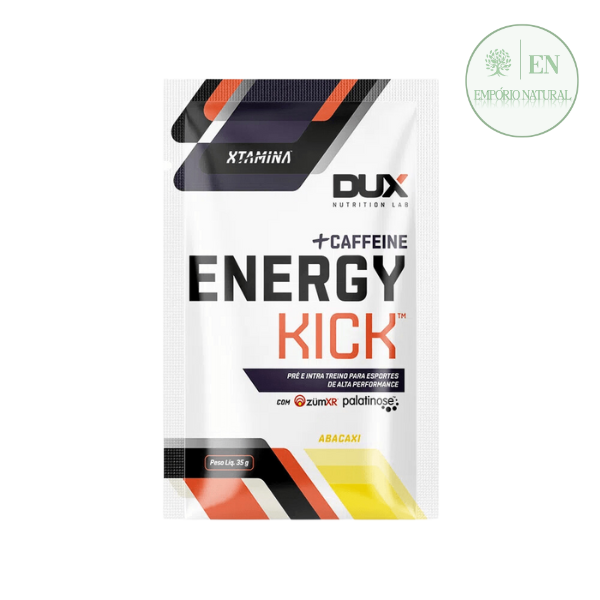 EN
EMPÓRIO NATURAL
XTAMINA
DUX
NUTRITION LAB
+CAFFEINE
ENERGY
KICK™
PRÉ E INTRA TREINO PARA ESPORTES
DE ALTA PERFORMANCE
COM zümXR palatinose
ABACAXI
Peso Líq. 35 g